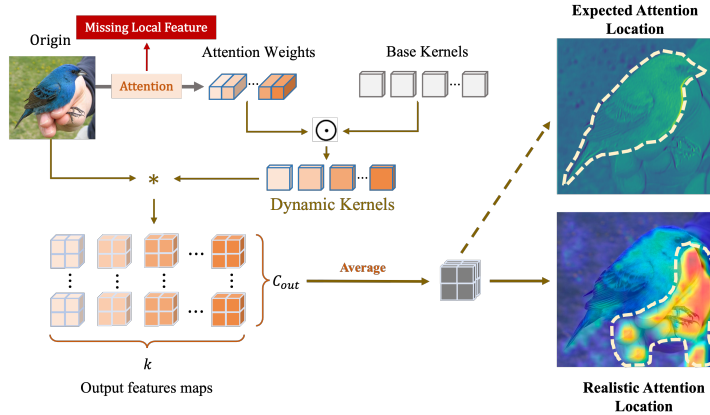 Missing Local Feature
Expected Attention
Location
Origin
Attention
Attention Weights
Base Kernels
...
...
⊙
*
...
Dynamic Kernels
...
...
C_out
Average
k
Output features maps
Realistic Attention
Location